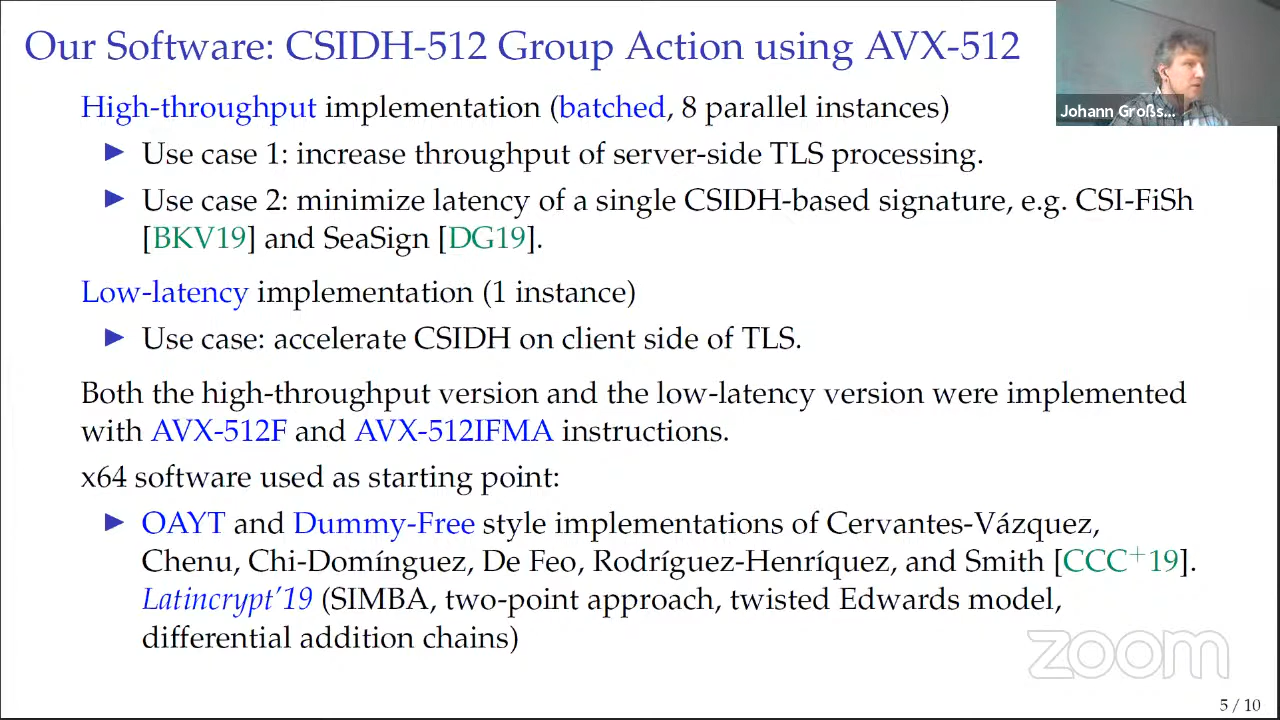 Our Software: CSIDH-512 Group Action using AVX-512
Johann Großs...
High-throughput implementation (batched, 8 parallel instances)
▶ Use case 1: increase throughput of server-side TLS processing.
▶ Use case 2: minimize latency of a single CSIDH-based signature, e.g. CSI-FiSh
[BKV19] and SeaSign [DG19].
Low-latency implementation (1 instance)
▶ Use case: accelerate CSIDH on client side of TLS.
Both the high-throughput version and the low-latency version were implemented
with AVX-512F and AVX-512IFMA instructions.
x64 software used as starting point:
▶ OAYT and Dummy-Free style implementations of Cervantes-Vázquez,
Chenu, Chi-Domínguez, De Feo, Rodríguez-Henríquez, and Smith [CCC⁺19].
Latincrypt'19 (SIMBA, two-point approach, twisted Edwards model,
differential addition chains)
zoom
5 / 10